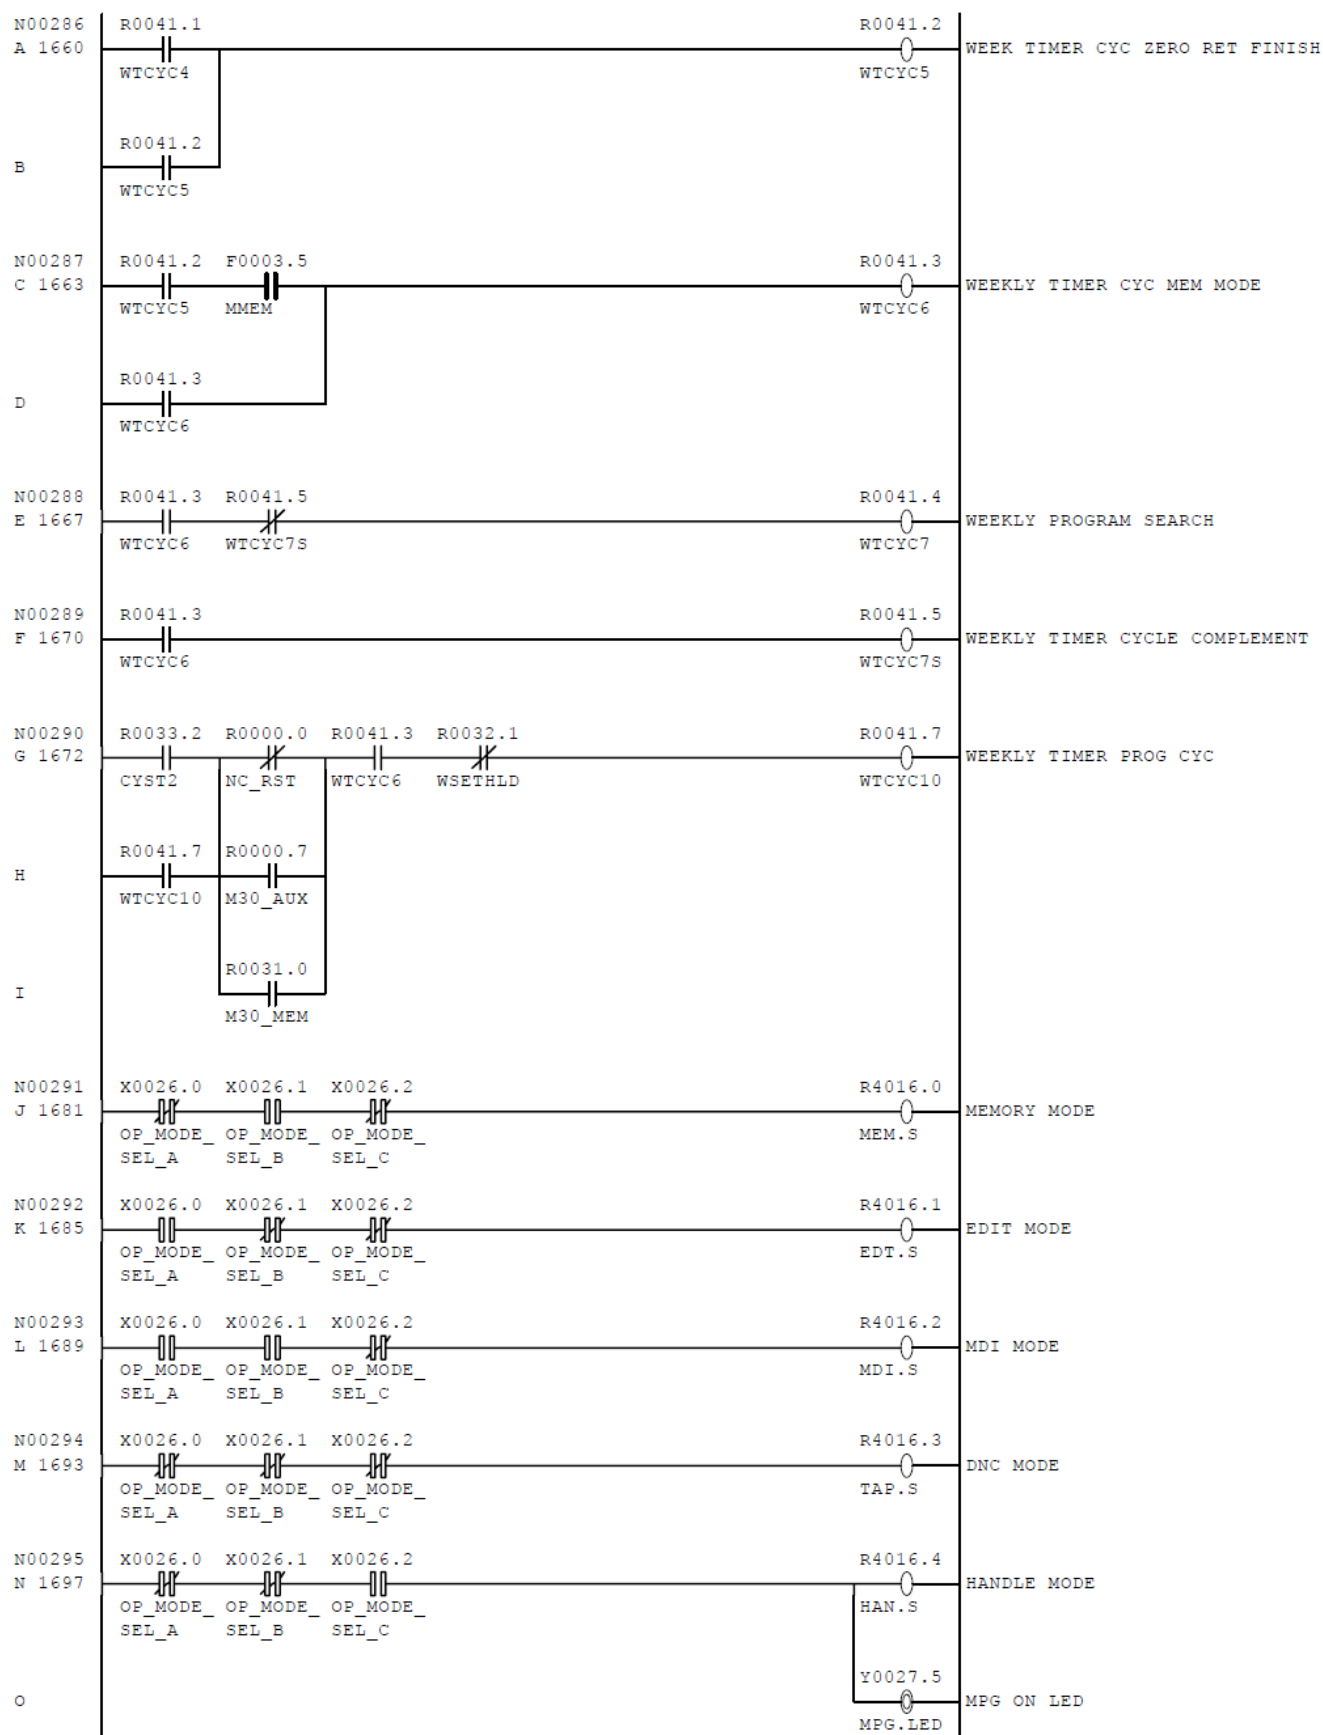 N00286 R0041.1 R0041.2
A 1660 WEEK TIMER CYC ZERO RET FINISH
WTCYC4 WTCYC5
R0041.2
B
WTCYC5
N00287 R0041.2 F0003.5 R0041.3
C 1663 WEEKLY TIMER CYC MEM MODE
WTCYC5 MMEM WTCYC6
R0041.3
D
WTCYC6
N00288 R0041.3 R0041.5 R0041.4
E 1667 WEEKLY PROGRAM SEARCH
WTCYC6 WTCYC7S WTCYC7
N00289 R0041.3 R0041.5
F 1670 WEEKLY TIMER CYCLE COMPLEMENT
WTCYC6 WTCYC7S
N00290 R0033.2 R0000.0 R0041.3 R0032.1 R0041.7
G 1672 WEEKLY TIMER PROG CYC
CYST2 NC_RST WTCYC6 WSETHLD WTCYC10
R0041.7 R0000.7
H
WTCYC10 M30_AUX
R0031.0
I
M30_MEM
N00291 X0026.0 X0026.1 X0026.2 R4016.0
J 1681 MEMORY MODE
OP_MODE_ OP_MODE_ OP_MODE_ MEM.S
SEL_A SEL_B SEL_C
N00292 X0026.0 X0026.1 X0026.2 R4016.1
K 1685 EDIT MODE
OP_MODE_ OP_MODE_ OP_MODE_ EDT.S
SEL_A SEL_B SEL_C
N00293 X0026.0 X0026.1 X0026.2 R4016.2
L 1689 MDI MODE
OP_MODE_ OP_MODE_ OP_MODE_ MDI.S
SEL_A SEL_B SEL_C
N00294 X0026.0 X0026.1 X0026.2 R4016.3
M 1693 DNC MODE
OP_MODE_ OP_MODE_ OP_MODE_ TAP.S
SEL_A SEL_B SEL_C
N00295 X0026.0 X0026.1 X0026.2 R4016.4
N 1697 HANDLE MODE
OP_MODE_ OP_MODE_ OP_MODE_ HAN.S
SEL_A SEL_B SEL_C
Y0027.5
O MPG ON LED
MPG.LED